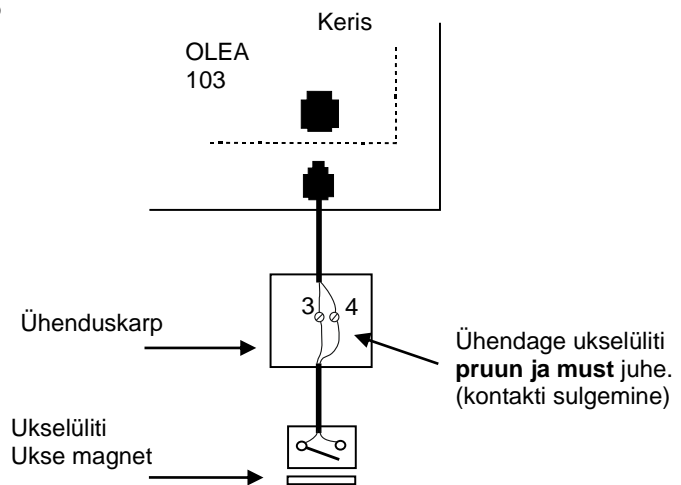 Keris
OLEA
103
3 4
Ühenduskarp
Ühendage ukselüliti
pruun ja must juhe.
(kontakti sulgemine)
Ukselüliti
Ukse magnet